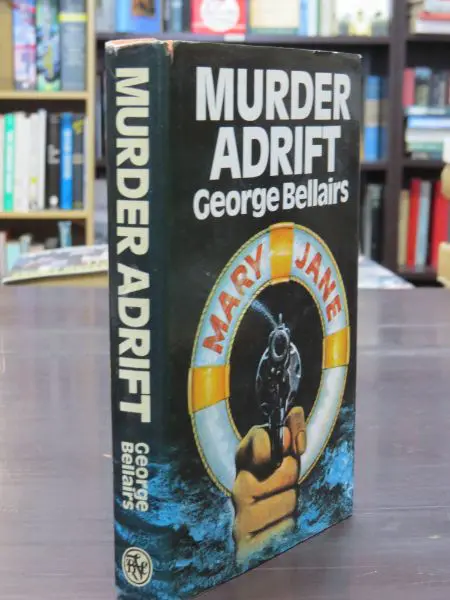 MURDER ADRIFT
George
Bellairs
MURDER
ADRIFT
George Bellairs
MARY JANE